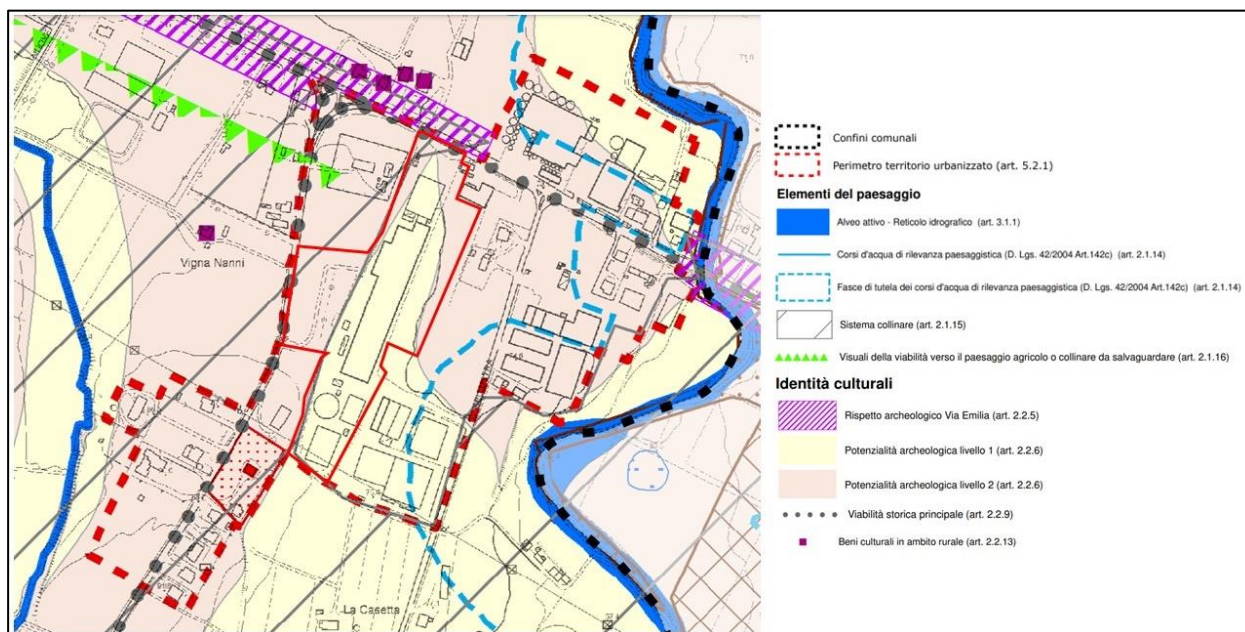 Vigna Nanni
La Casetta
Confini comunali
Perimetro territorio urbanizzato (art. 5.2.1)
Elementi del paesaggio
Alveo attivo - Reticolo idrografico (art. 3.1.1)
Corsi d'acqua di rilevanza paesaggistica (D. Lgs. 42/2004 Art.142c) (art. 2.1.14)
Fasce di tutela dei corsi d'acqua di rilevanza paesaggistica (D. Lgs. 42/2004 Art.142c) (art. 2.1.14)
Sistema collinare (art. 2.1.15)
Visuali della viabilità verso il paesaggio agricolo o collinare da salvaguardare (art. 2.1.16)
Identità culturali
Rispetto archeologico Via Emilia (art. 2.2.5)
Potenzialità archeologica livello 1 (art. 2.2.6)
Potenzialità archeologica livello 2 (art. 2.2.6)
Viabilità storica principale (art. 2.2.9)
Beni culturali in ambito rurale (art. 2.2.13)